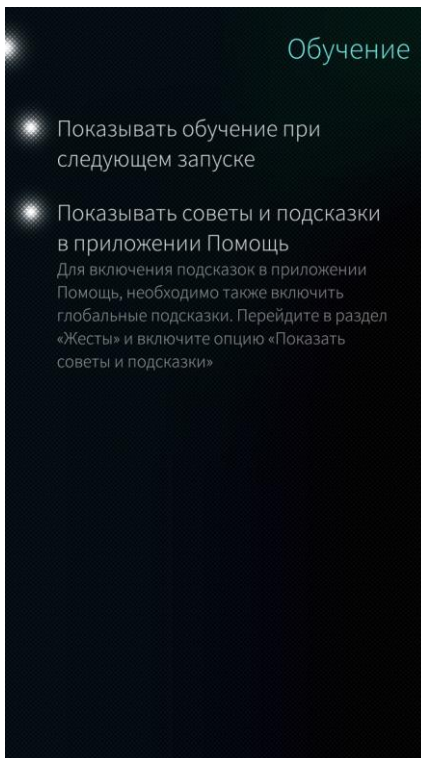 Обучение
Показывать обучение при
следующем запуске
Показывать советы и подсказки
в приложении Помощь
Для включения подсказок в приложении
Помощь, необходимо также включить
глобальные подсказки. Перейдите в раздел
«Жесты» и включите опцию «Показать
советы и подсказки»